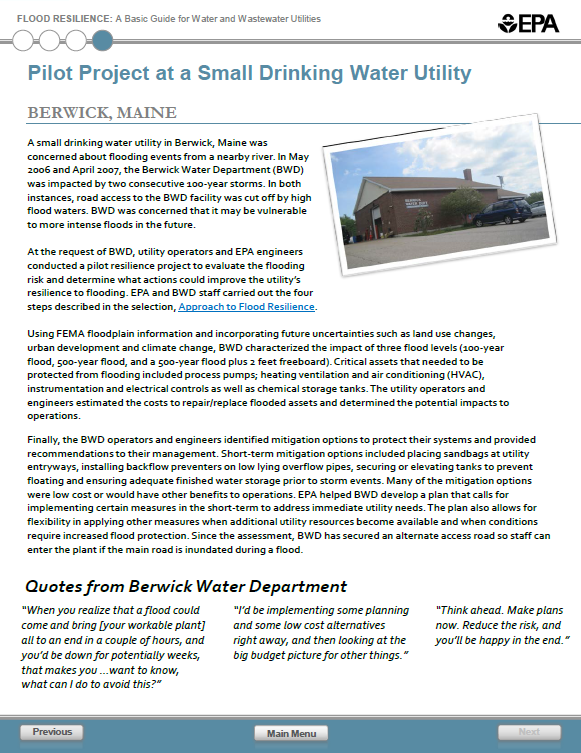 FLOOD RESILIENCE: A Basic Guide for Water and Wastewater Utilities
EPA
Pilot Project at a Small Drinking Water Utility
BERWICK, MAINE
A small drinking water utility in Berwick, Maine was
concerned about flooding events from a nearby river. In May
2006 and April 2007, the Berwick Water Department (BWD)
was impacted by two consecutive 100-year storms. In both
instances, road access to the BWD facility was cut off by high
flood waters. BWD was concerned that it may be vulnerable
to more intense floods in the future.
At the request of BWD, utility operators and EPA engineers
conducted a pilot resilience project to evaluate the flooding
risk and determine what actions could improve the utility's
resilience to flooding. EPA and BWD staff carried out the four
steps described in the selection, Approach to Flood Resilience.
Using FEMA floodplain information and incorporating future uncertainties such as land use changes,
urban development and climate change, BWD characterized the impact of three flood levels (100-year
flood, 500-year flood, and a 500-year flood plus 2 feet freeboard). Critical assets that needed to be
protected from flooding included process pumps; heating ventilation and air conditioning (HVAC),
instrumentation and electrical controls as well as chemical storage tanks. The utility operators and
engineers estimated the costs to repair/replace flooded assets and determined the potential impacts to
operations.
Finally, the BWD operators and engineers identified mitigation options to protect their systems and provided
recommendations to their management. Short-term mitigation options included placing sandbags at utility
entryways, installing backflow preventers on low lying overflow pipes, securing or elevating tanks to prevent
floating and ensuring adequate finished water storage prior to storm events. Many of the mitigation options
were low cost or would have other benefits to operations. EPA helped BWD develop a plan that calls for
implementing certain measures in the short-term to address immediate utility needs. The plan also allows for
flexibility in applying other measures when additional utility resources become available and when conditions
require increased flood protection. Since the assessment, BWD has secured an alternate access road so staff can
enter the plant if the main road is inundated during a flood.
Quotes from Berwick Water Department
"When you realize that a flood could
come and bring [your workable plant]
all to an end in a couple of hours, and
you'd be down for potentially weeks,
that makes you ...want to know,
what can I do to avoid this?"
"I'd be implementing some planning
and some low cost alternatives
right away, and then looking at the
big budget picture for other things."
"Think ahead. Make plans
now. Reduce the risk, and
you'll be happy in the end."
Previous
Main Menu
Next